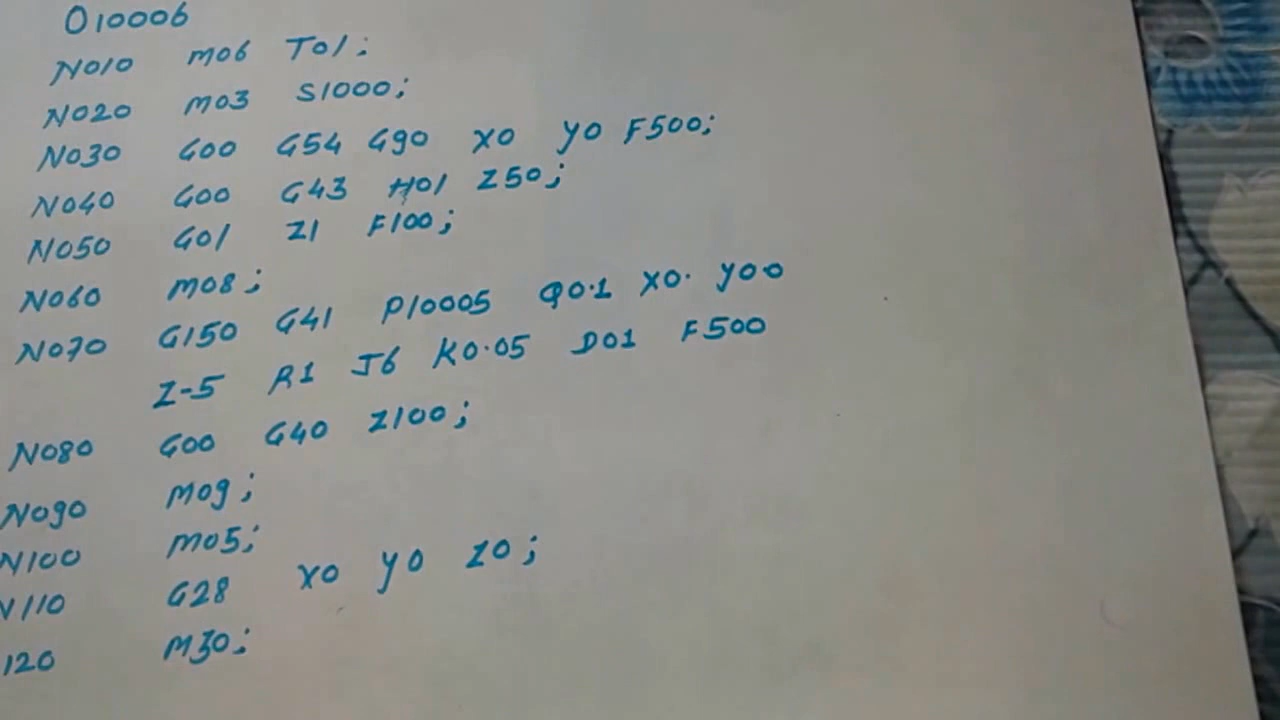 O10006
N010 M06 T01;
N020 M03 S1000;
N030 G00 G54 G90 X0 Y0 F500;
N040 G00 G43 H01 Z50;
N050 G01 Z1 F100;
N060 M08;
N070 G150 G41 P10005 Q0.1 X0. Y00
Z-5 R1 J6 K0.05 D01 F500
N080 G00 G40 Z100;
N090 M09;
N100 M05;
N110 G28 X0 Y0 Z0;
120 M30;